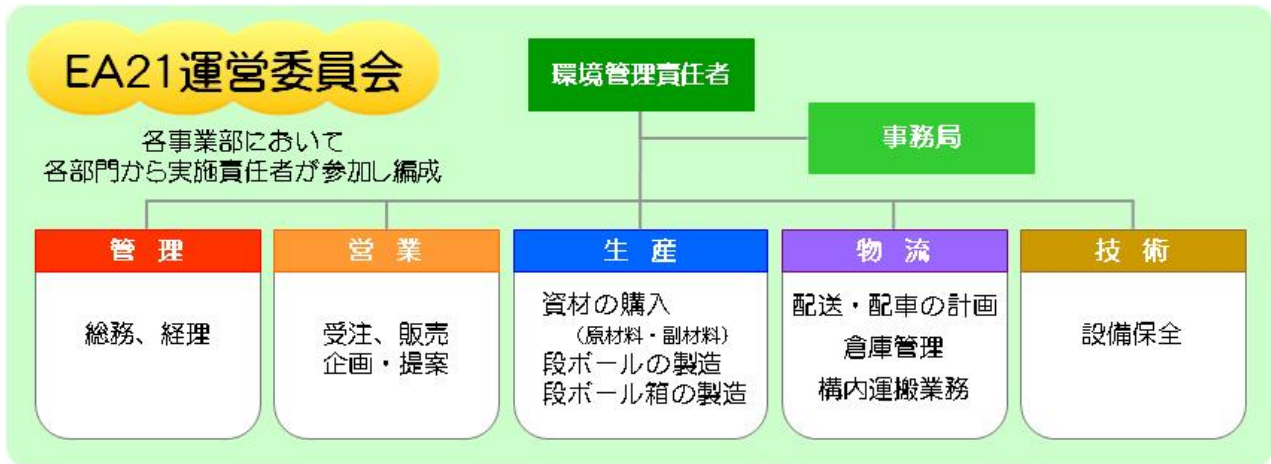 EA21運営委員会
各事業部において
各部門から実施責任者が参加し編成
環境管理責任者
事務局
管 理
総務、経理
営 業
受注、販売
企画・提案
生 産
資材の購入
（原材料・副材料）
段ボールの製造
段ボール箱の製造
物 流
配送・配車の計画
倉庫管理
構内運搬業務
技 術
設備保全